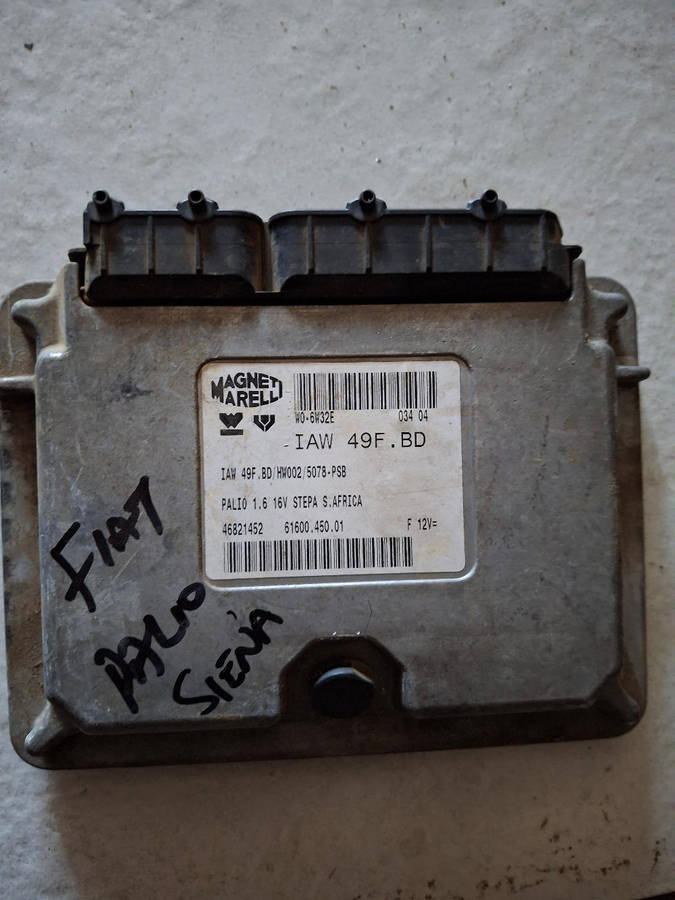 MAGNETI
MARELLI
W0-6W32E 034 04
IAW 49F.BD
IAW 49F.BD/HW002/5078-PSB
PALIO 1.6 16V STEPA S.AFRICA
46821452 61600.450.01 F 12V=
FIAT
PALIO
SIENA